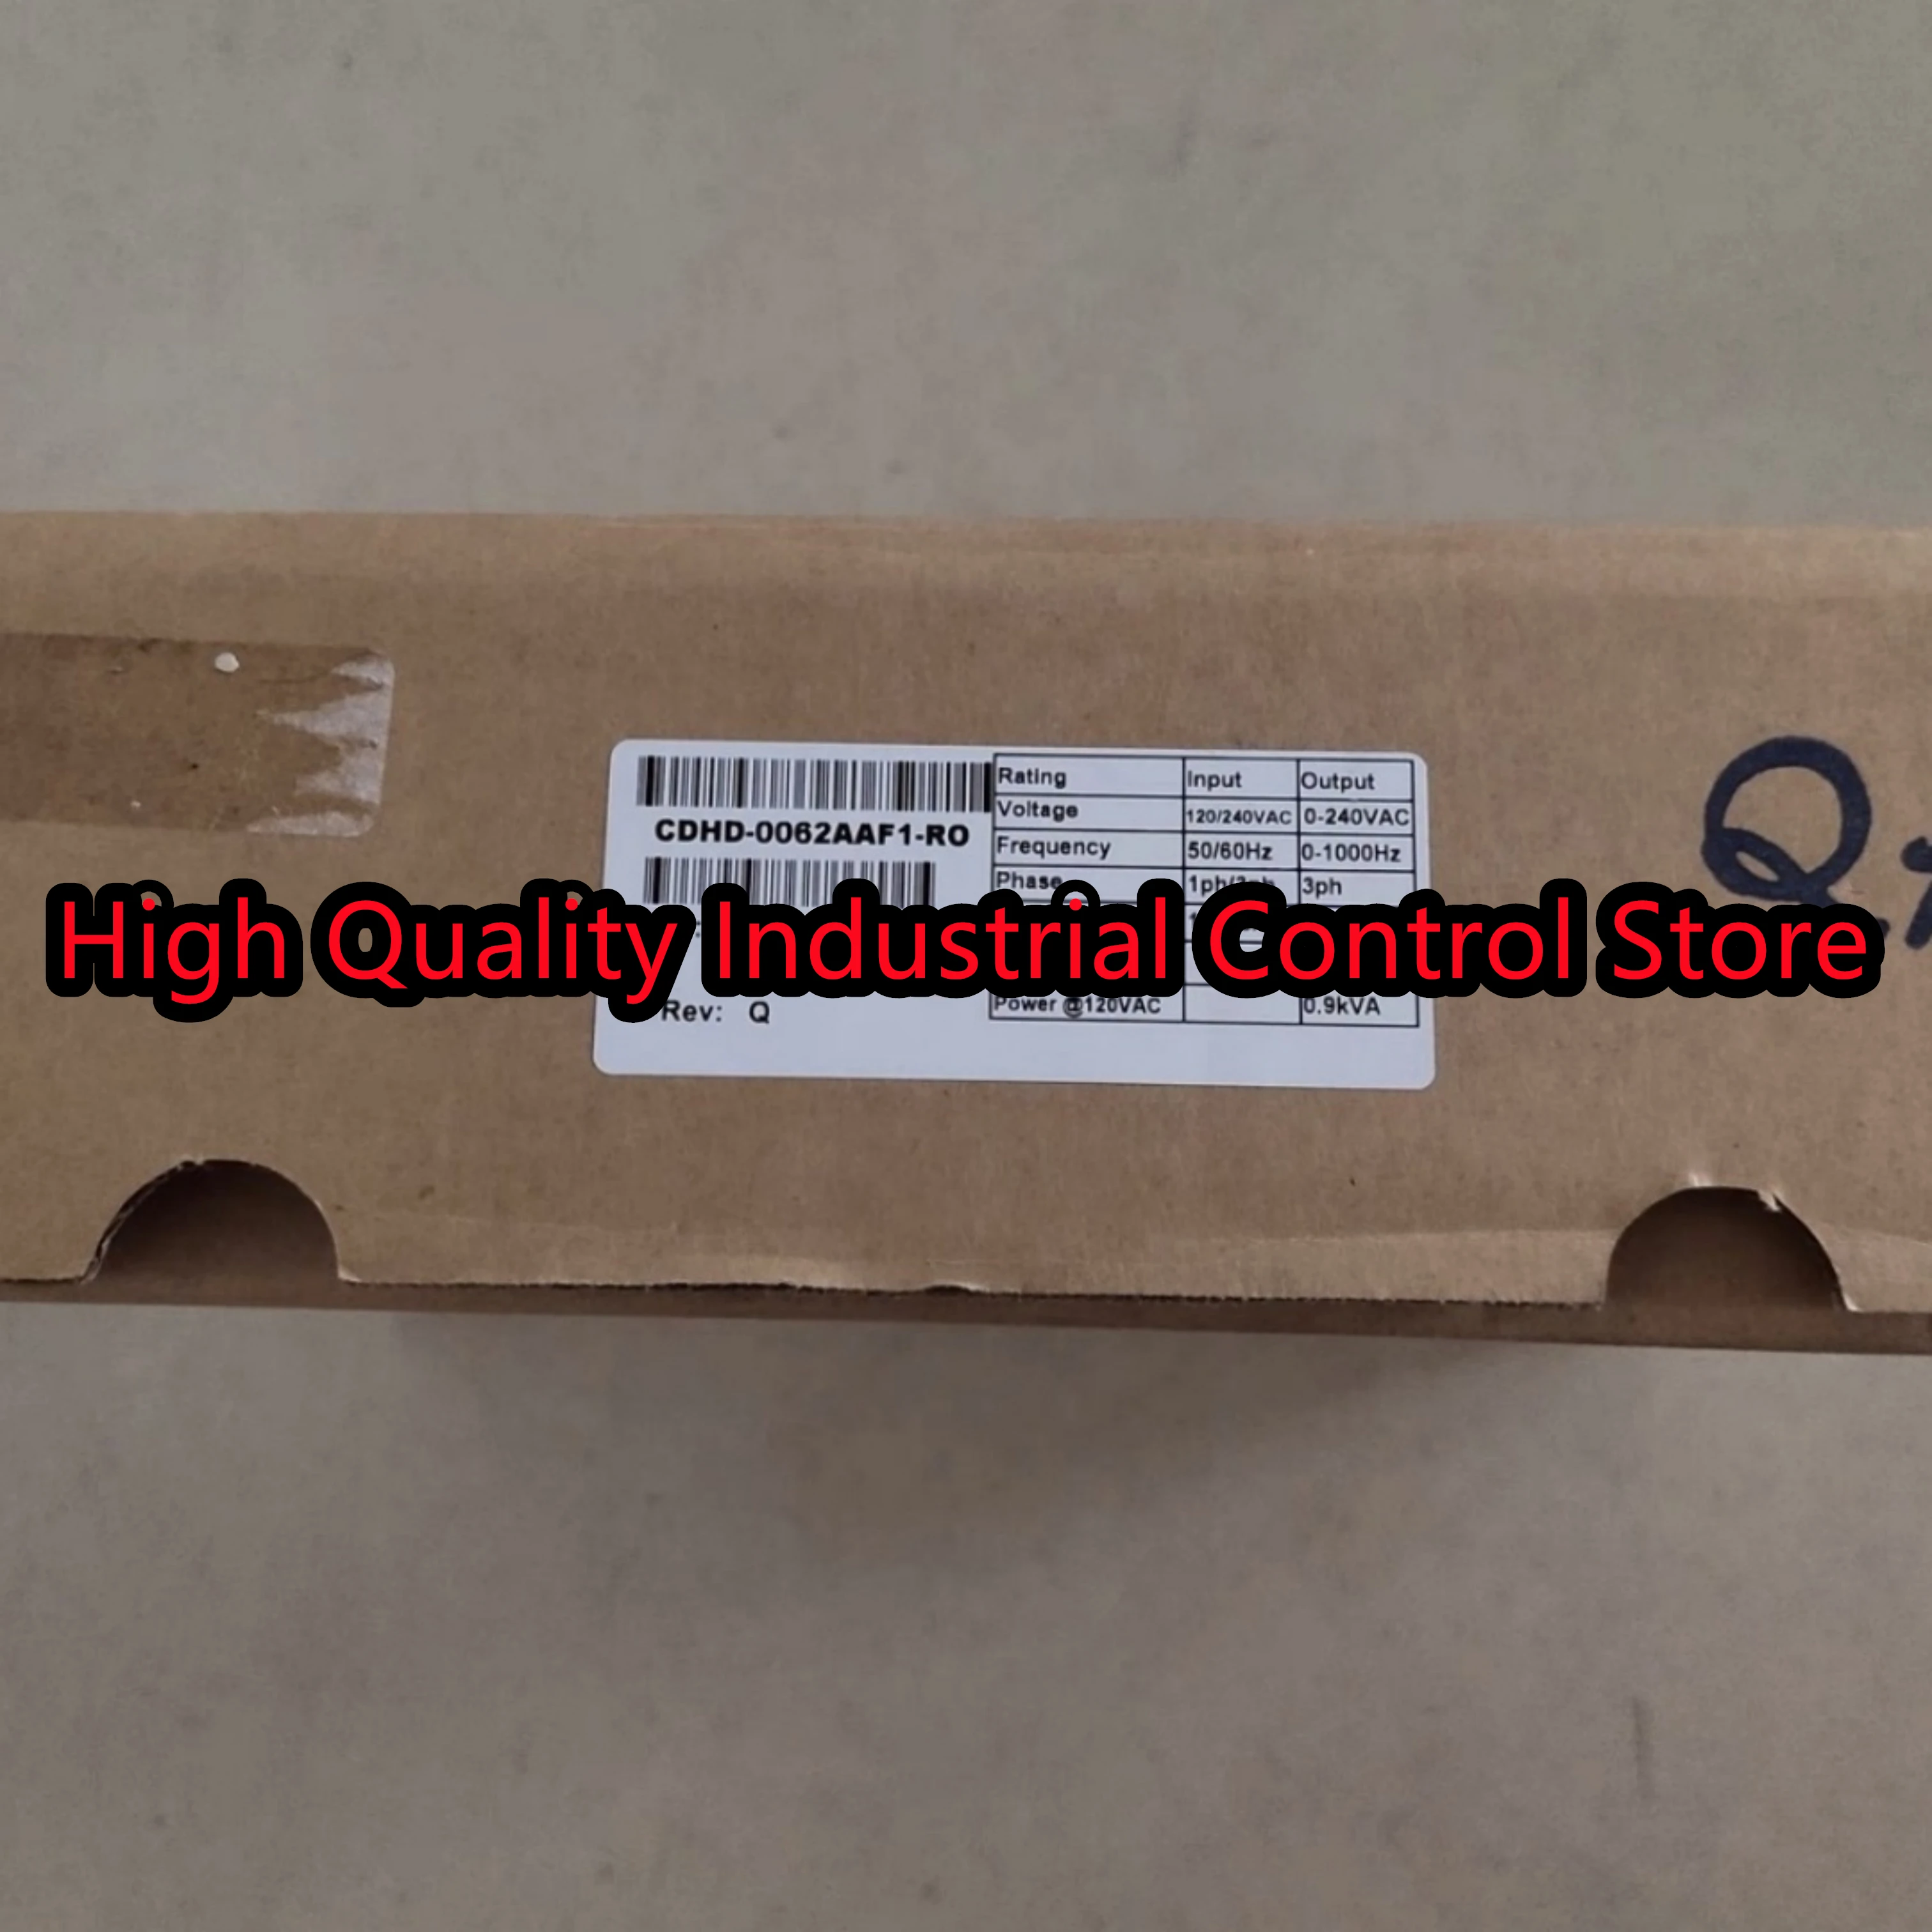 CDHD-0062AAF1-RO
Rating Input Output
Voltage 120/240VAC 0-240VAC
Frequency 50/60Hz 0-1000Hz
Phase 3ph
High Quality Industrial Control Store
Power @120VAC 0.9kVA
Rev: Q